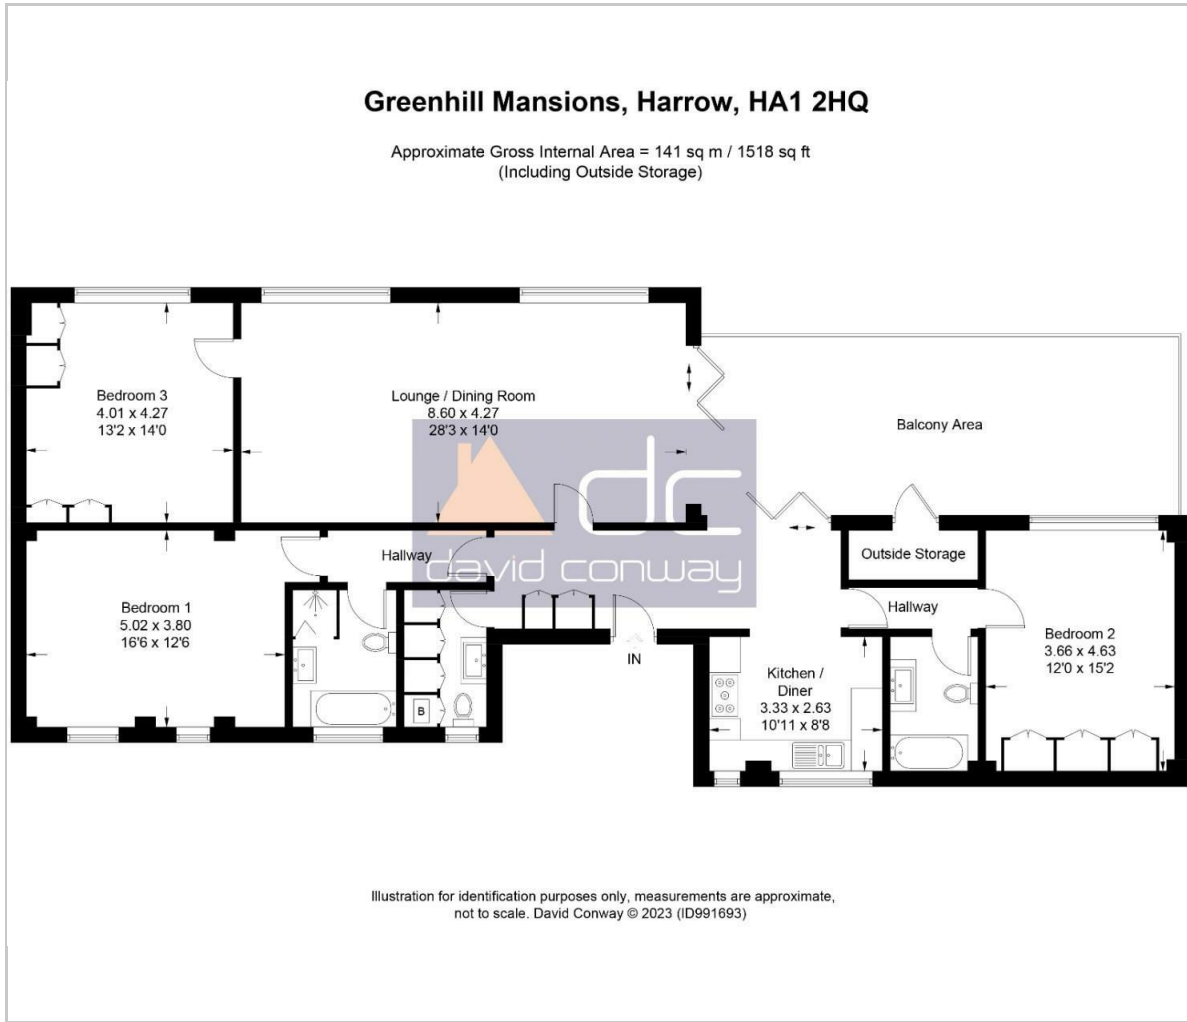 Greenhill Mansions, Harrow, HA1 2HQ
Approximate Gross Internal Area = 141 sq m / 1518 sq ft
(Including Outside Storage)
Bedroom 3
4.01 x 4.27
13'2 x 14'0
Lounge / Dining Room
8.60 x 4.27
28'3 x 14'0
Balcony Area
dc
david conway
Hallway
Outside Storage
Hallway
Bedroom 1
5.02 x 3.80
16'6 x 12'6
Bedroom 2
3.66 x 4.63
12'0 x 15'2
IN
Kitchen /
Diner
3.33 x 2.63
10'11 x 8'8
B
Illustration for identification purposes only, measurements are approximate,
not to scale. David Conway © 2023 (ID991693)